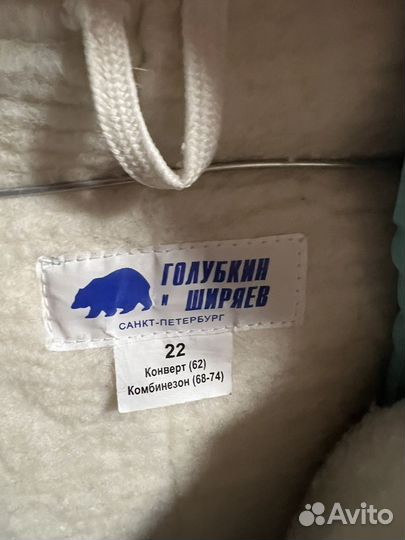 ГОЛУБКИН
И ШИРЯЕВ
САНКТ-ПЕТЕРБУРГ
22
Конверт (62)
Комбинезон (68-74)
Avito